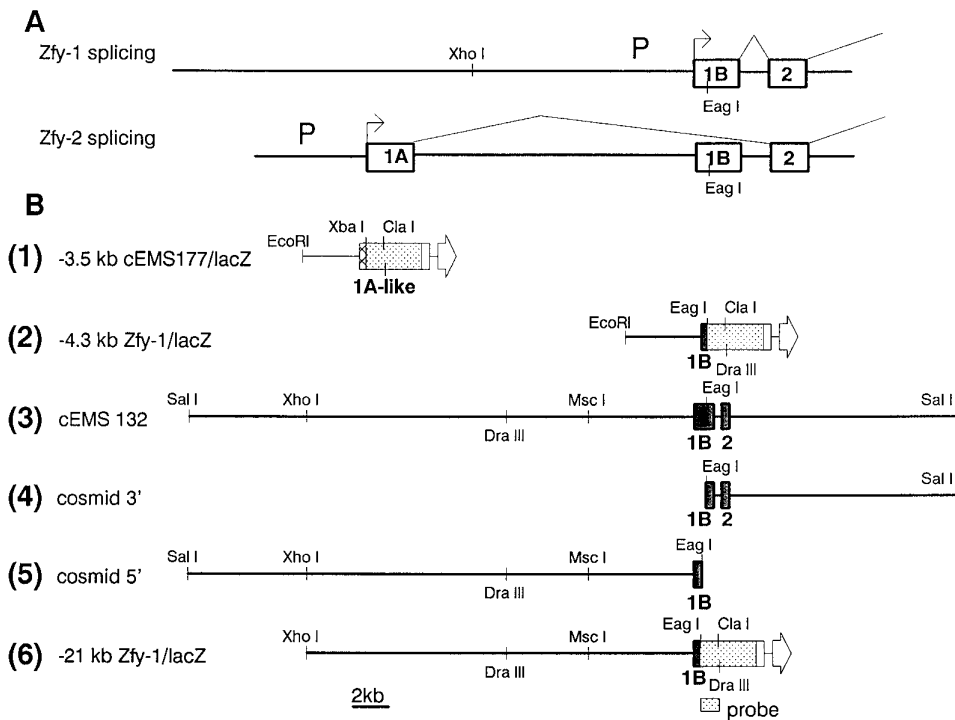 A
Zfy-1 splicing
Xho I
P
1B
2
Eag I
Zfy-2 splicing
P
1A
1B
2
Eag I
B
(1) -3.5 kb cEMS177/lacZ
EcoRI
Xba I
Cla I
1A-like
(2) -4.3 kb Zfy-1/lacZ
EcoRI
Eag I
Cla I
1B
Dra III
(3) cEMS 132
Sal I
Xho I
Dra III
Msc I
Eag I
Sal I
1B
2
(4) cosmid 3'
Eag I
Sal I
1B
2
(5) cosmid 5'
Sal I
Xho I
Dra III
Msc I
Eag I
1B
(6) -21 kb Zfy-1/lacZ
Xho I
Dra III
Msc I
Eag I
Cla I
1B
Dra III
2kb
probe